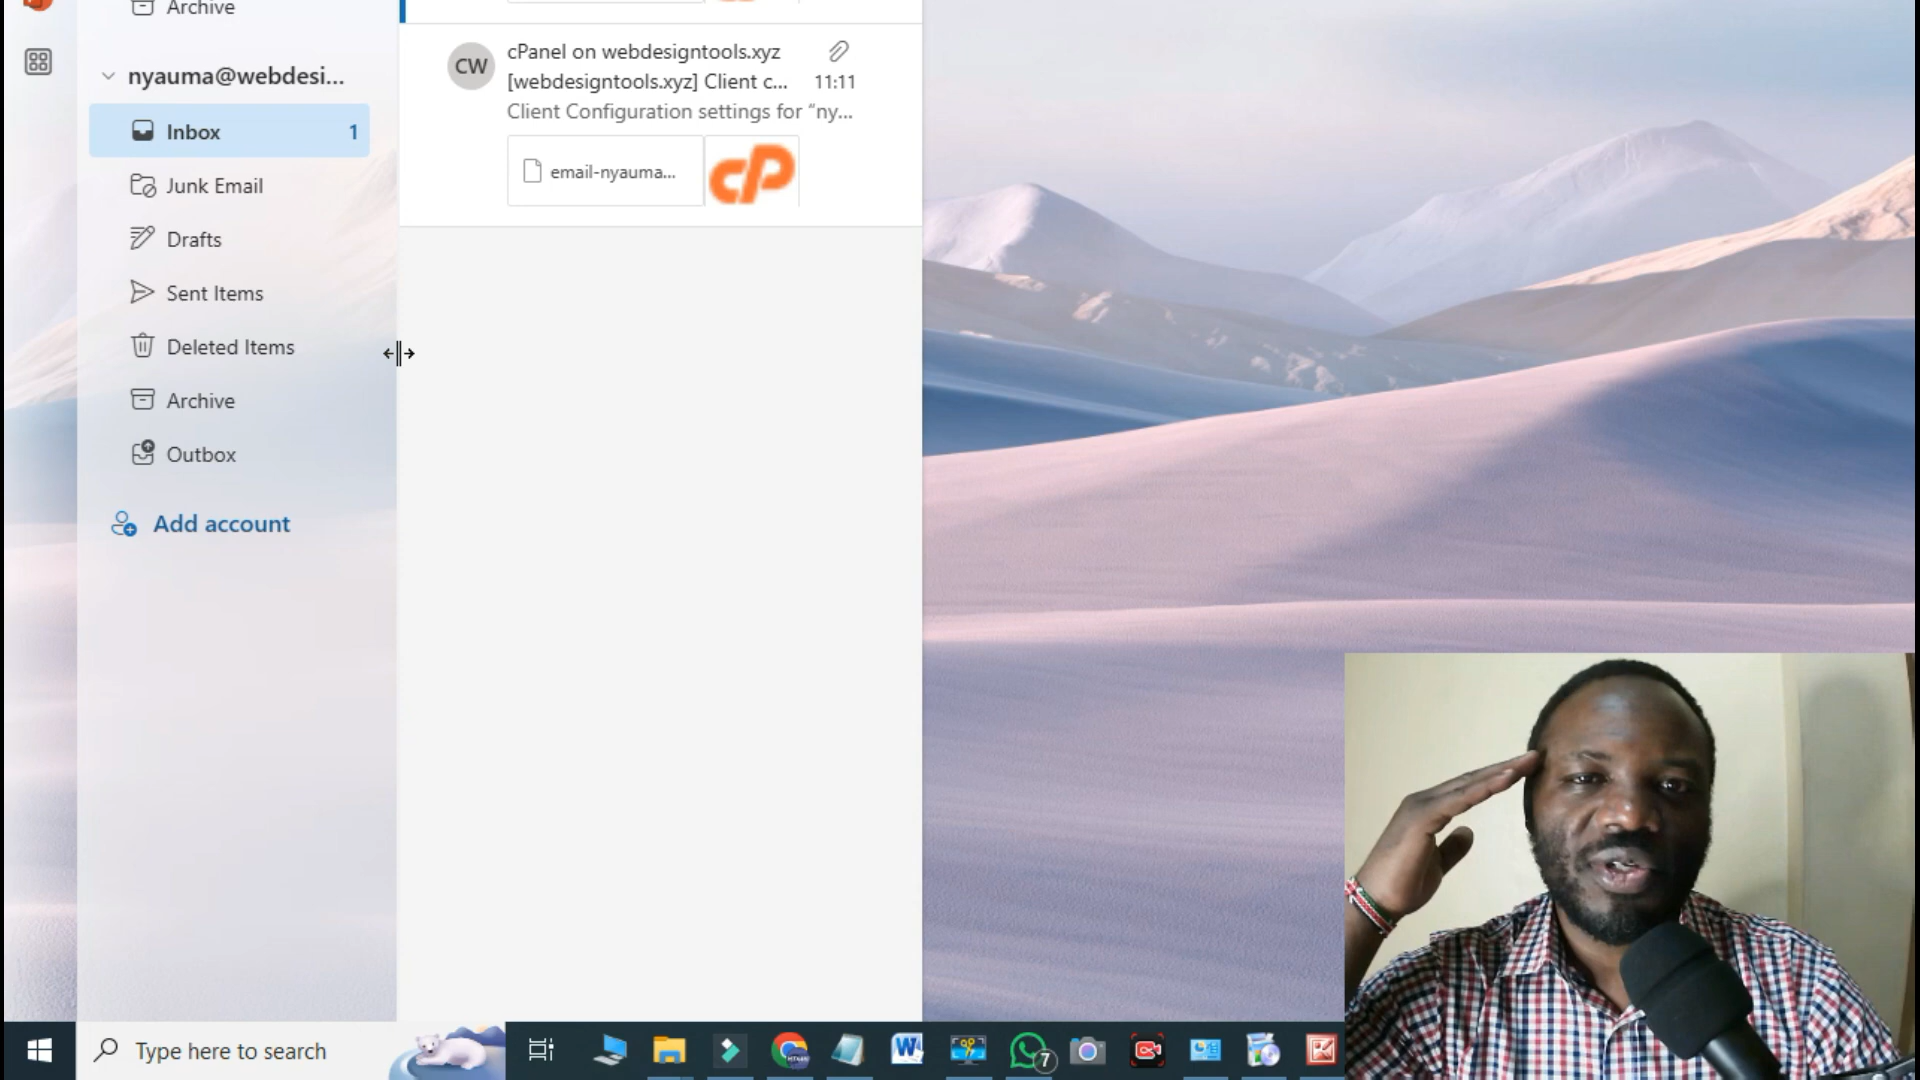 Archive
nyauma@webdesi...
Inbox 1
Junk Email
Drafts
Sent Items
Deleted Items
Archive
Outbox
Add account
CW
cPanel on webdesigntools.xyz
[webdesigntools.xyz] Client c... 11:11
Client Configuration settings for “ny...
email-nyauma...
cP
Type here to search
W
7